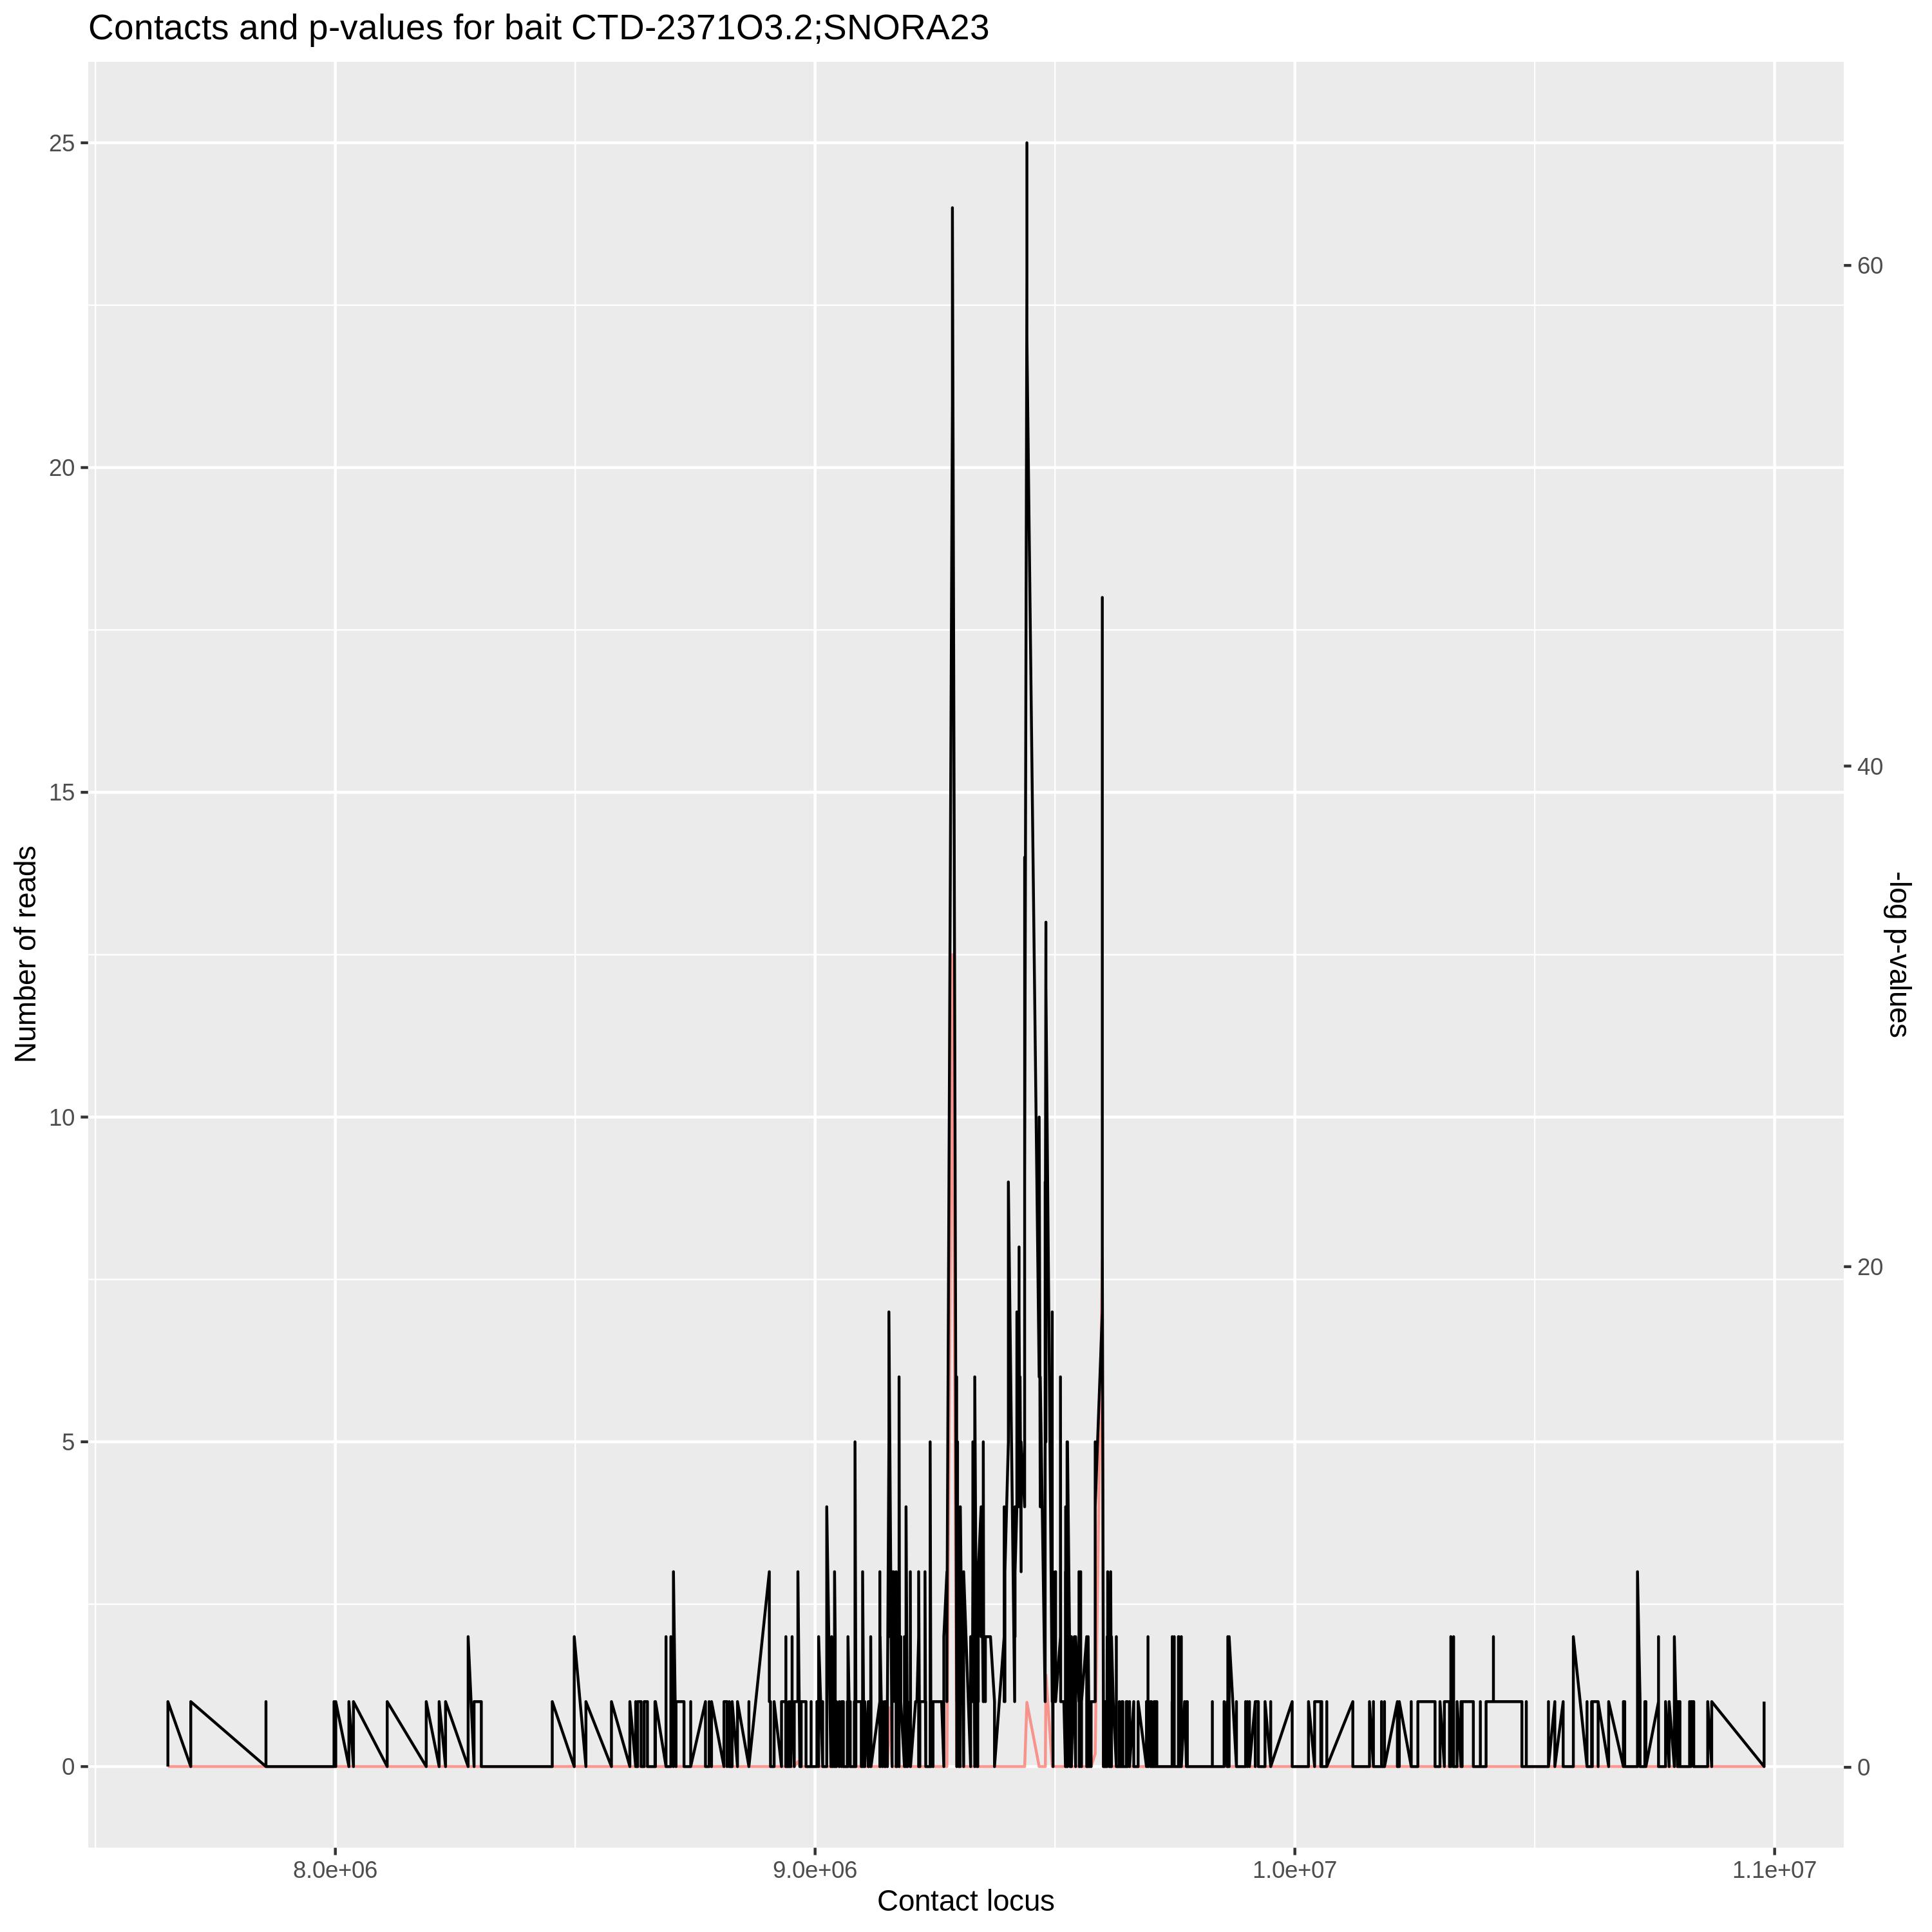 Contacts and p-values for bait CTD-2371O3.2;SNORA23
25
20
15
10
5
0
Number of reads
60
40
20
0
-log p-values
8.0e+06
9.0e+06
1.0e+07
1.1e+07
Contact locus